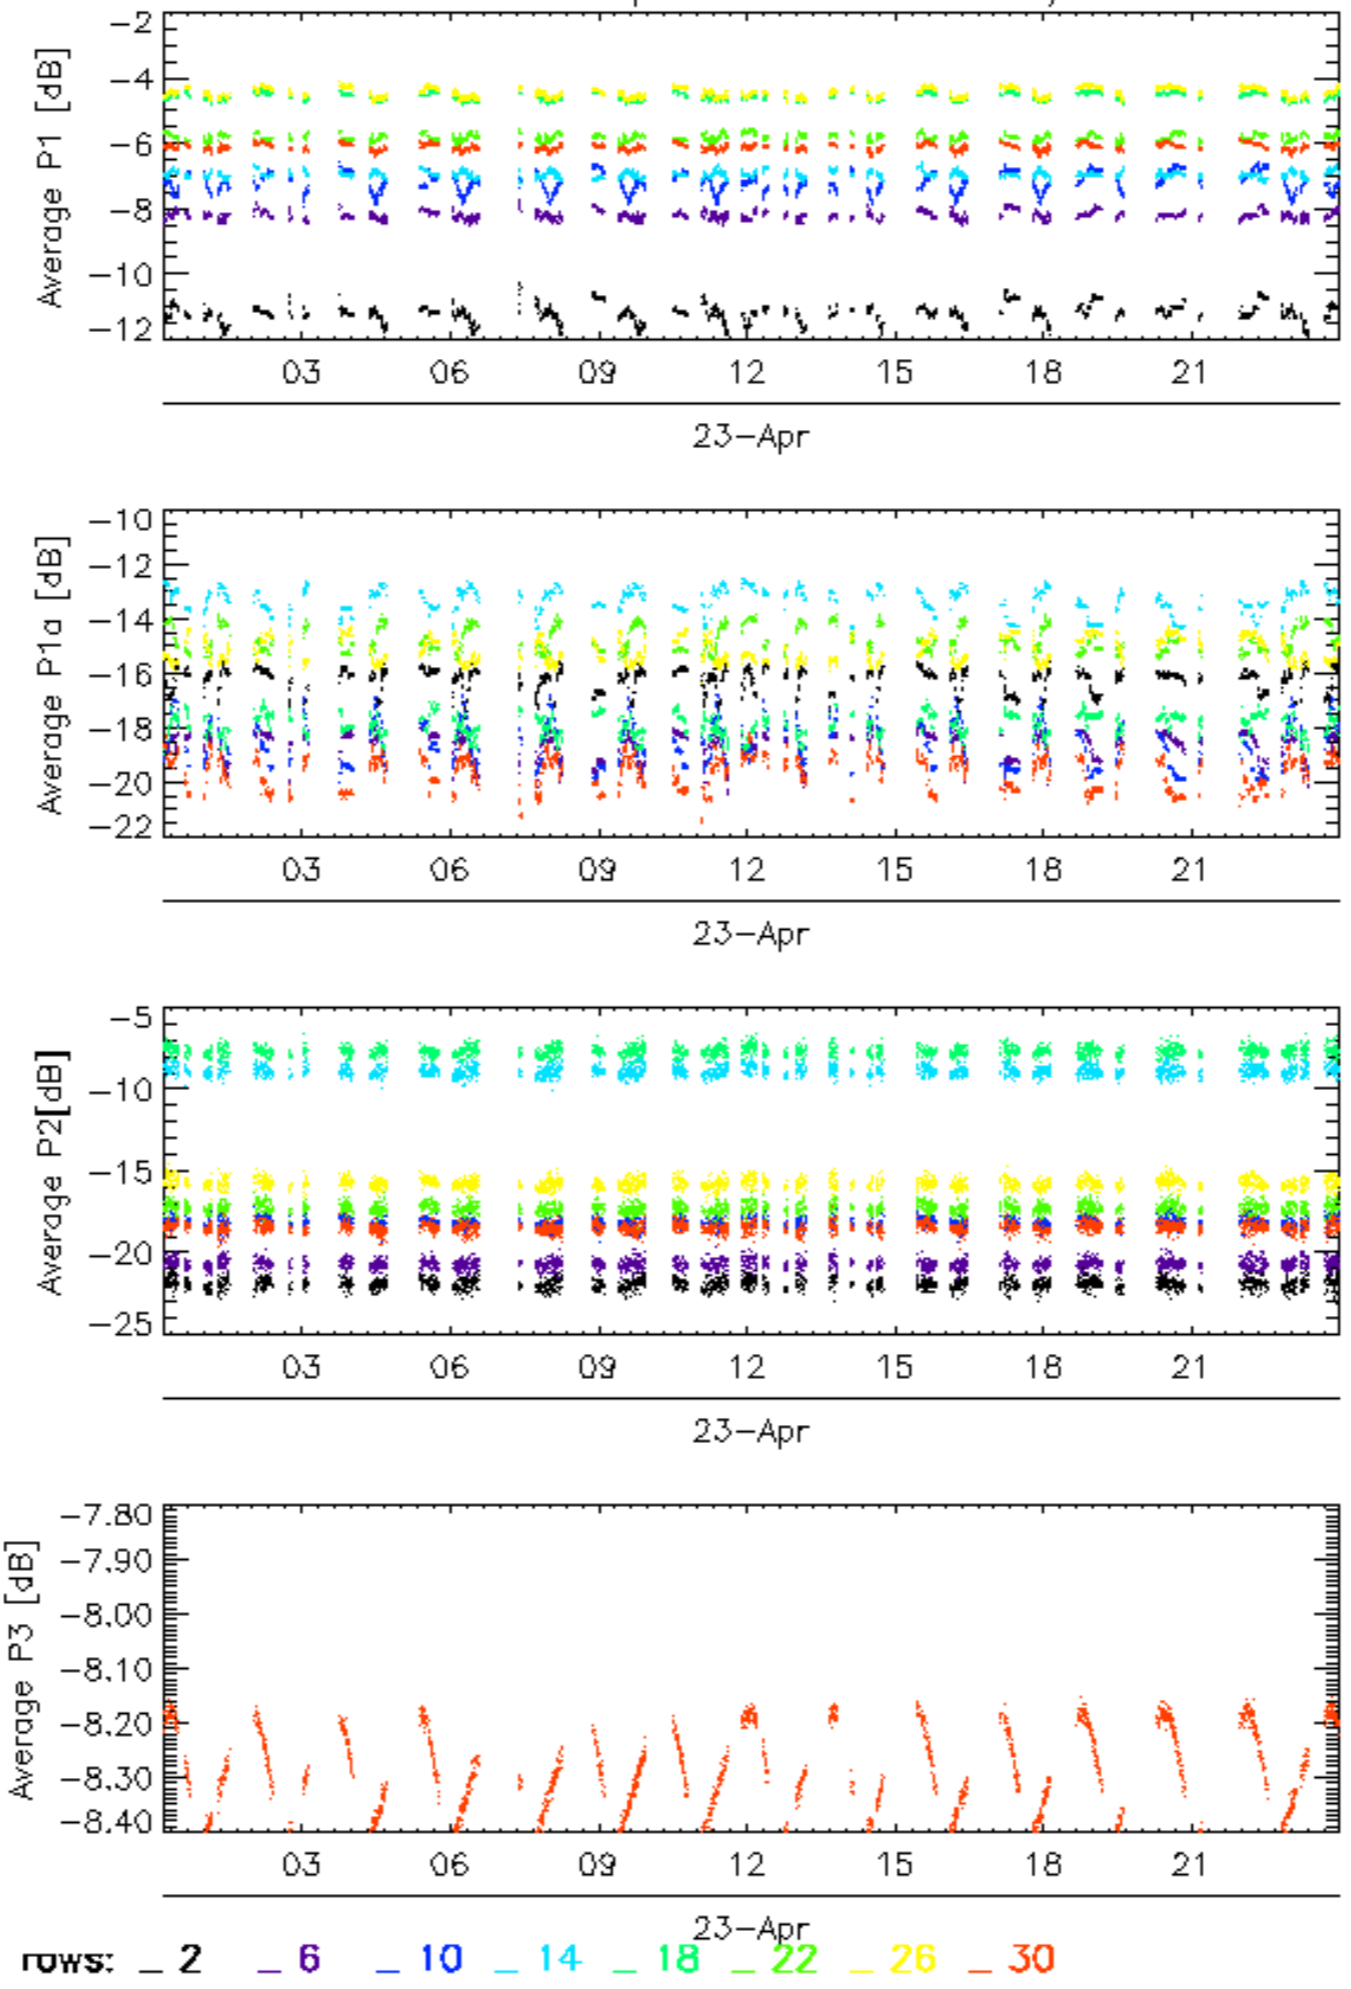 Average P1 [dB]
-2
-4
-6
-8
-10
-12
03 06 09 12 15 18 21
23-Apr
Average P1a [dB]
-10
-12
-14
-16
-18
-20
-22
03 06 09 12 15 18 21
23-Apr
Average P2[dB]
-5
-10
-15
-20
-25
03 06 09 12 15 18 21
23-Apr
Average P3 [dB]
-7.80
-7.90
-8.00
-8.10
-8.20
-8.30
-8.40
03 06 09 12 15 18 21
23-Apr
rows: _ 2 _ 6 _ 10 _ 14 _ 18 _ 22 _ 26 _ 30